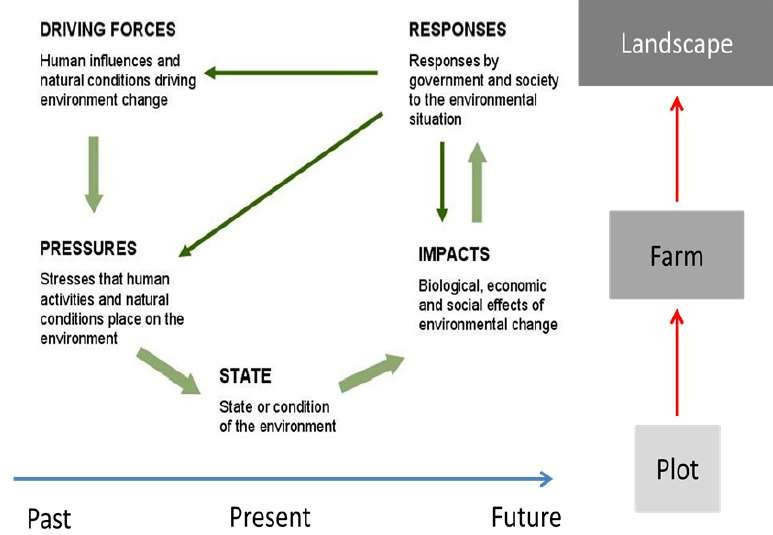 DRIVING FORCES
Human influences and
natural conditions driving
environment change
RESPONSES
Responses by
government and society
to the environmental
situation
PRESSURES
Stresses that human
activities and natural
conditions place on the
environment
IMPACTS
Biological, economic
and social effects of
environmental change
STATE
State or condition
of the environment
Past
Present
Future
Landscape
Farm
Plot